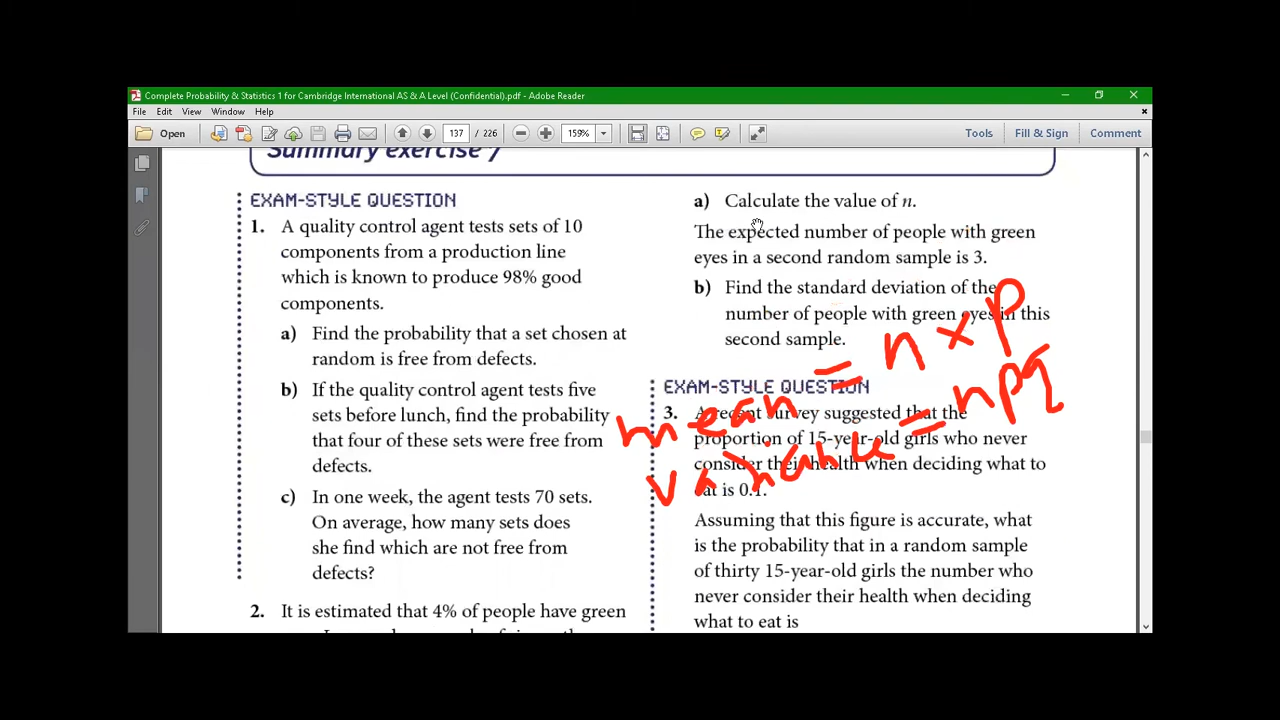 Complete Probability & Statistics 1 for Cambridge International AS & A Level (Confidential).pdf - Adobe Reader
File Edit View Window Help
Open 137 / 226 159% Tools Fill & Sign Comment
Summary exercise 7
EXAM-STYLE QUESTION
1. A quality control agent tests sets of 10
components from a production line
which is known to produce 98% good
components.
a) Find the probability that a set chosen at
random is free from defects.
b) If the quality control agent tests five
sets before lunch, find the probability
that four of these sets were free from
defects.
c) In one week, the agent tests 70 sets.
On average, how many sets does
she find which are not free from
defects?
2. It is estimated that 4% of people have green
a) Calculate the value of n.
The expected number of people with green
eyes in a second random sample is 3.
b) Find the standard deviation of the
number of people with green eyes in this
second sample.
EXAM-STYLE QUESTION
3. A recent survey suggested that the
proportion of 15-year-old girls who never
consider their health when deciding what to
eat is 0.1.
Assuming that this figure is accurate, what
is the probability that in a random sample
of thirty 15-year-old girls the number who
never consider their health when deciding
what to eat is
mean = n × p
variance = npq